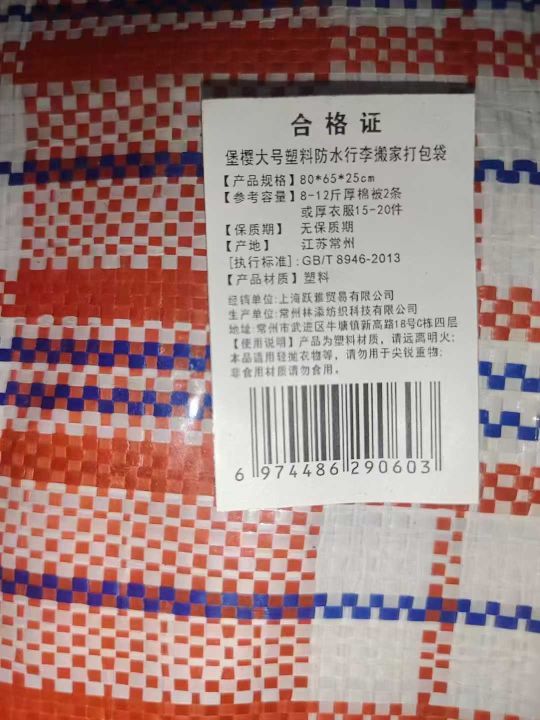 合格证
堡樱大号塑料防水行李搬家打包袋
【产品规格】80*65*25cm
【参考容量】8-12斤厚棉被2条
或厚衣服15-20件
【保质期】 无保质期
【产地】 江苏常州
[执行标准]:GB/T 8946-2013
【产品材质】塑料
经销单位:上海跃雅贸易有限公司
生产单位:常州林添纺织科技有限公司
地址:常州市武进区牛塘镇新高路18号C栋四层
【使用说明】产品为塑料材质,请远离明火;
本品适用轻抛衣物等,请勿用于尖锐重物;
非食用材质请勿食用。
6 974486 290603